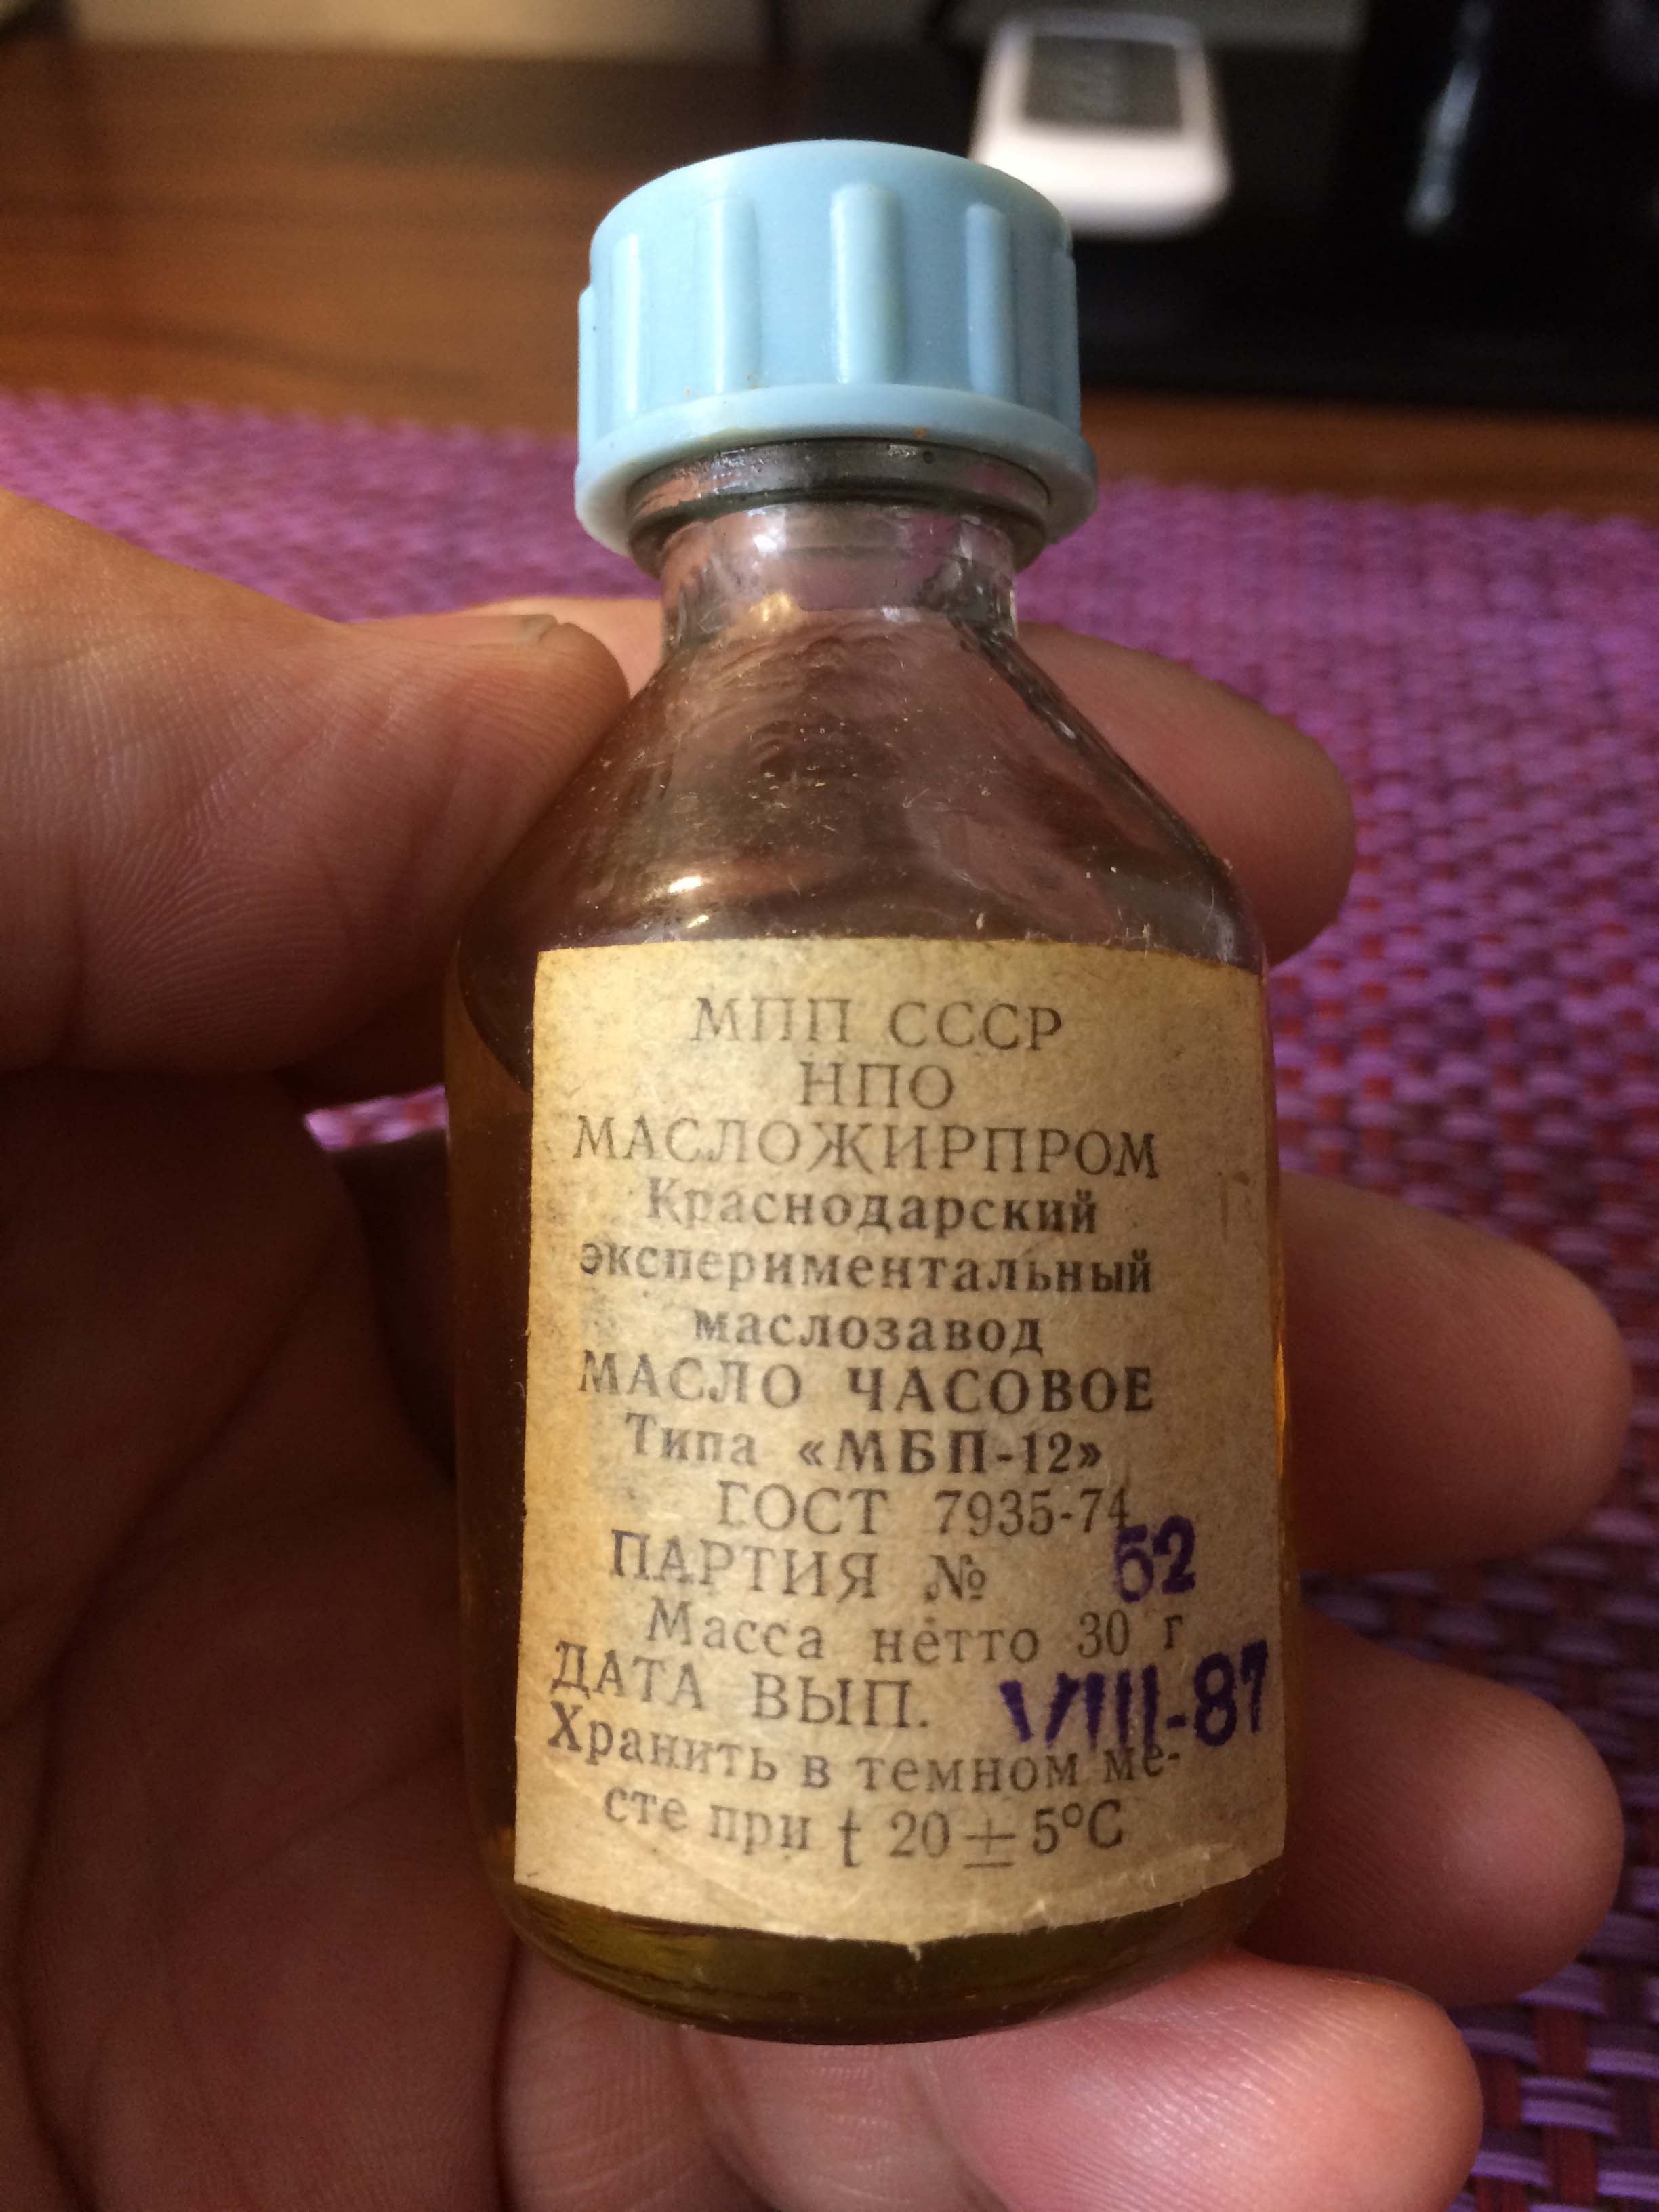 МПП СССР
НПО
МАСЛОЖИРПРОМ
Краснодарский
экспериментальный
маслозавод
МАСЛО ЧАСОВОЕ
Типа «МБП-12»
ГОСТ 7935-74
ПАРТИЯ № 52
Масса нетто 30 г
ДАТА ВЫП. VIII-87
Хранить в темном ме-
сте при t 20 ± 5°С